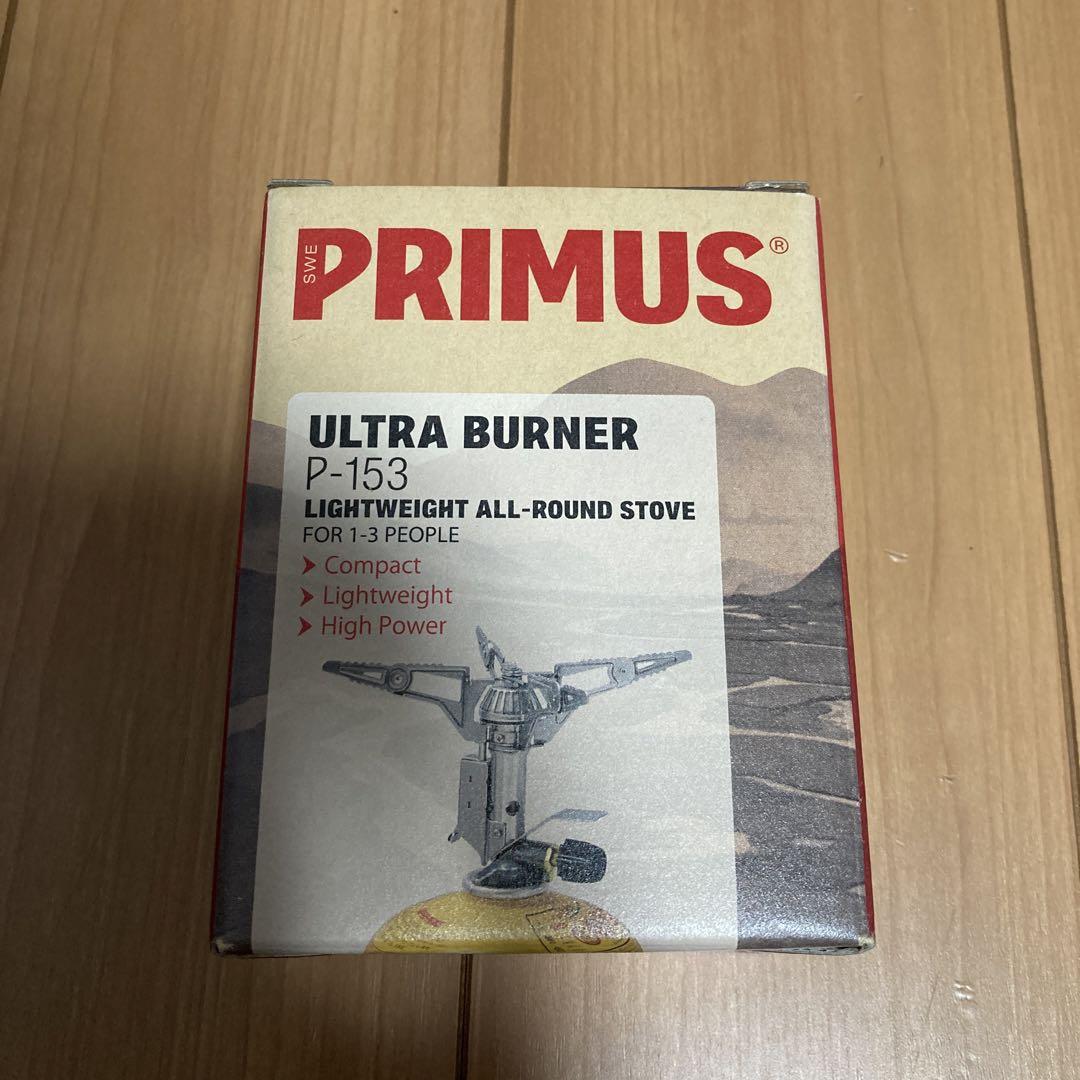 SWE
PRIMUS®
ULTRA BURNER
P-153
LIGHTWEIGHT ALL-ROUND STOVE
FOR 1-3 PEOPLE
Compact
Lightweight
High Power